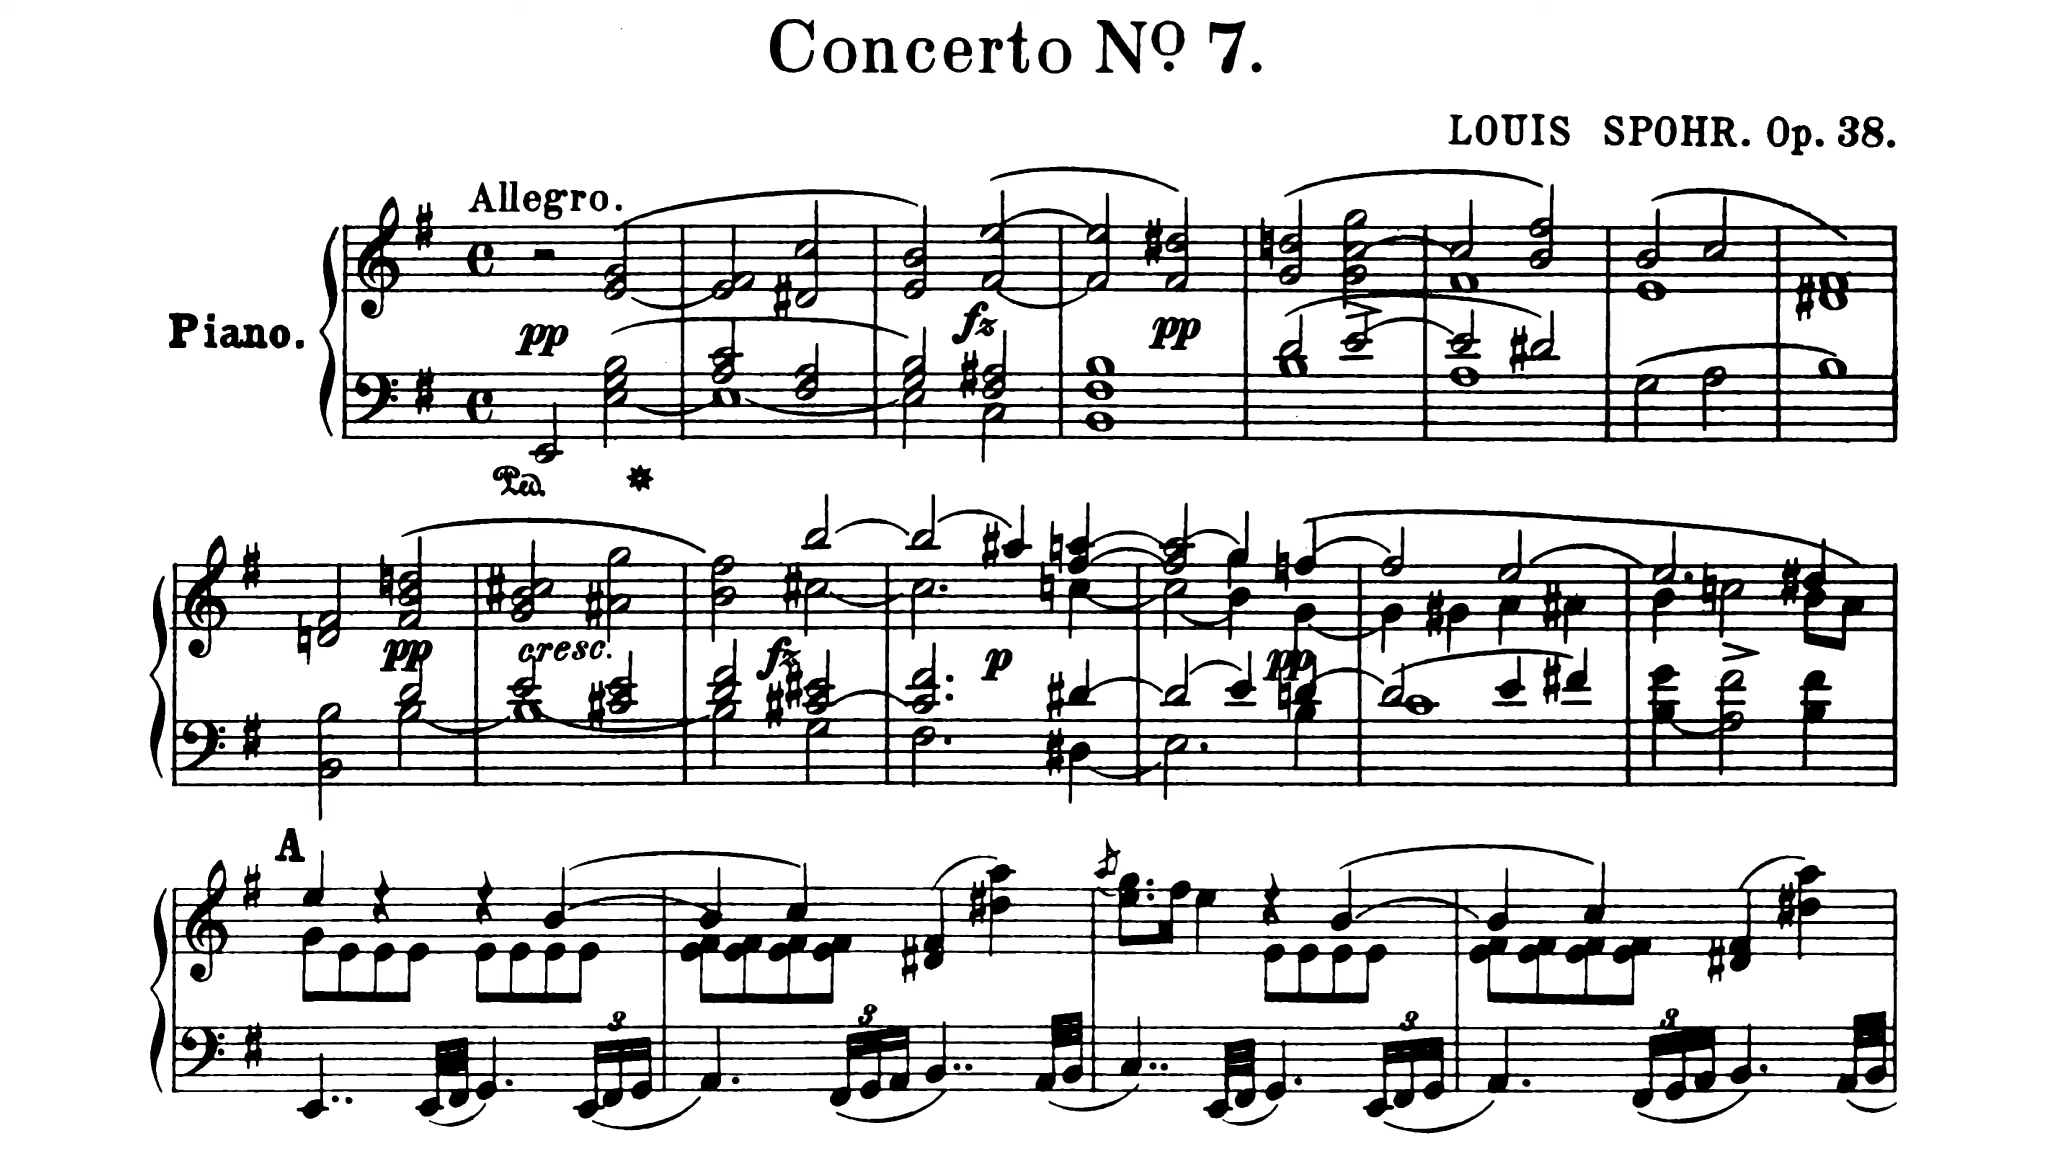 Concerto Nº 7.
LOUIS SPOHR. Op. 38.
Allegro.
Piano.
pp fz pp
Ped.
pp cresc. fz p pp
A
3 3 3 3